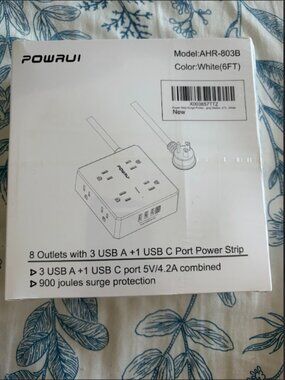 POWRUI
Model:AHR-803B
Color:White(6FT)
New
POWRUI
8 Outlets with 3 USB A +1 USB C Port Power Strip
▷ 3 USB A +1 USB C port 5V/4.2A combined
▷ 900 joules surge protection